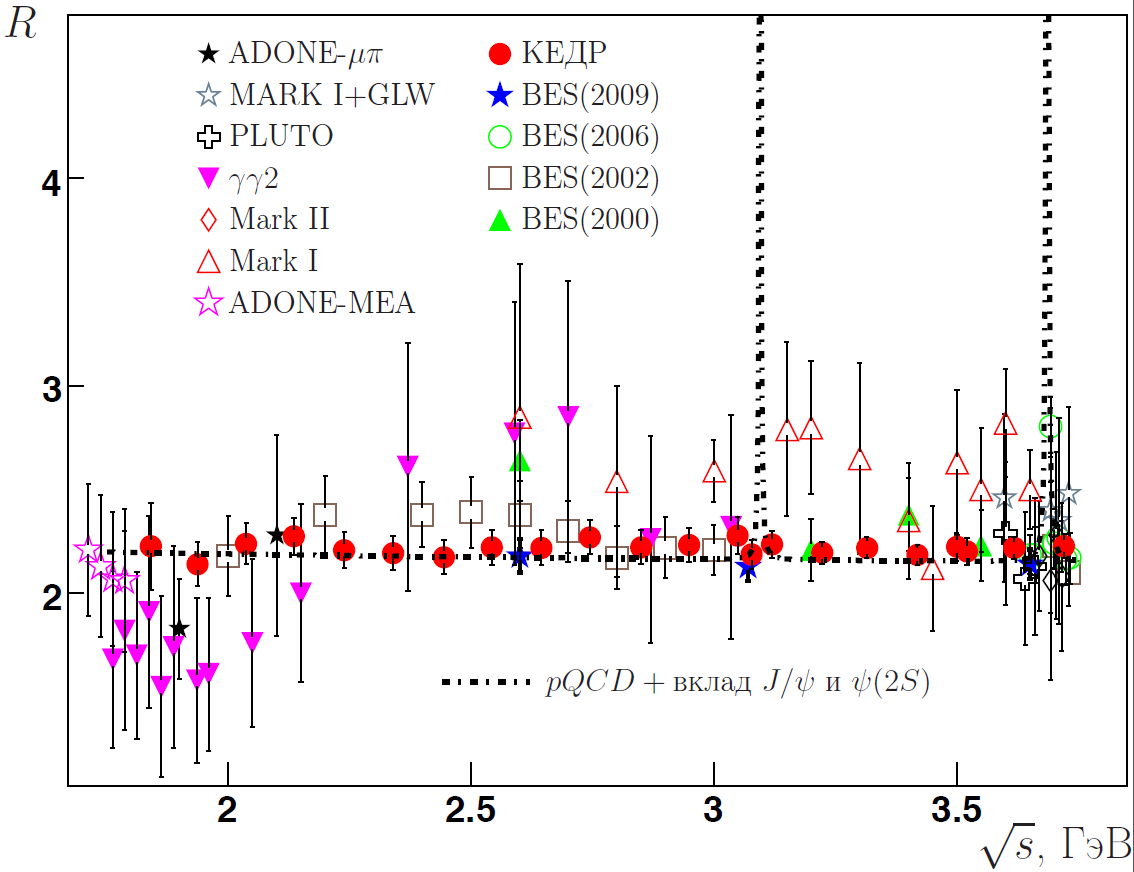 R
ADONE-μπ
MARK I+GLW
PLUTO
γγ2
Mark II
Mark I
ADONE-MEA
КЕДР
BES(2009)
BES(2006)
BES(2002)
BES(2000)
4
3
2
pQCD + вклад J/ψ и ψ(2S)
2 2.5 3 3.5
√s, ГэВ